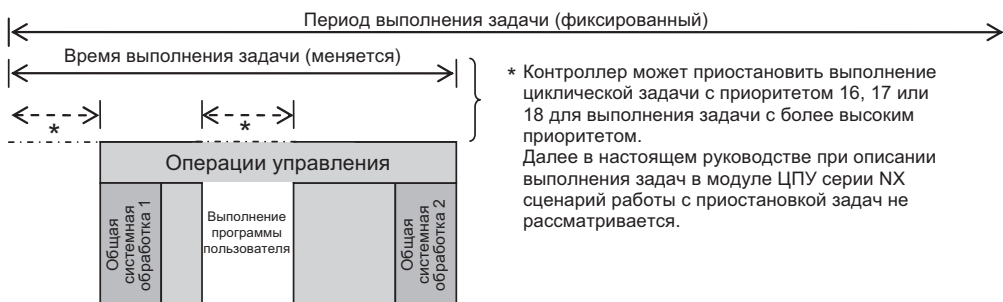 Период выполнения задачи (фиксированный)
Время выполнения задачи (меняется)
* Контроллер может приостановить выполнение
циклической задачи с приоритетом 16, 17 или
18 для выполнения задачи с более высоким
приоритетом.
Далее в настоящем руководстве при описании
выполнения задач в модуле ЦПУ серии NX
сценарий работы с приостановкой задач не
рассматривается.
*
*
Операции управления
Общая
системная
обработка 1
Выполнение
программы
пользователя
Общая
системная
обработка 2